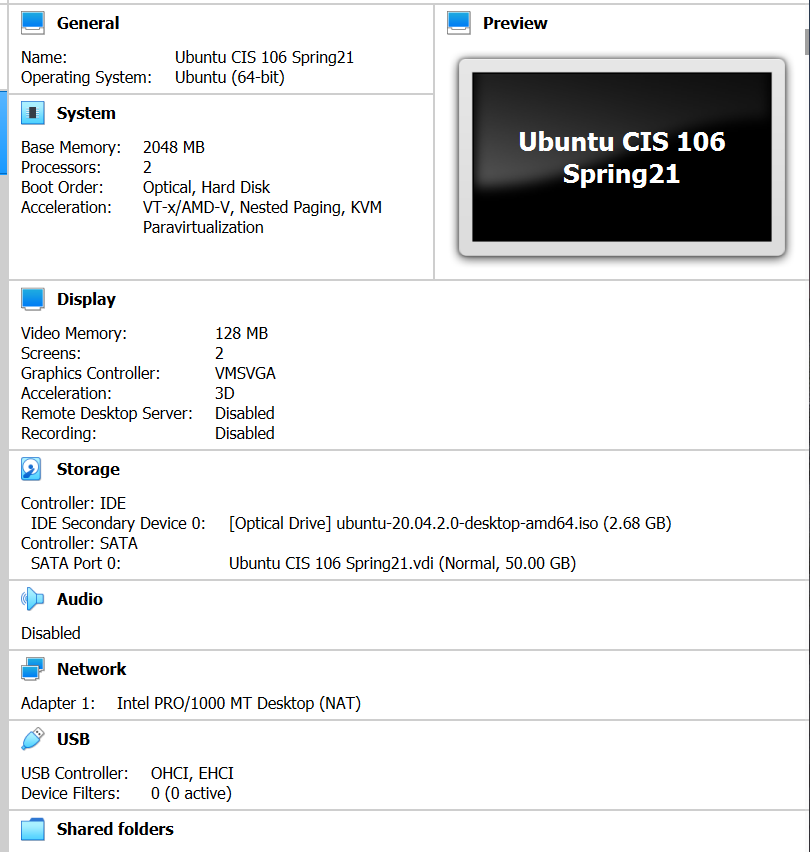 General
Name: Ubuntu CIS 106 Spring21
Operating System: Ubuntu (64-bit)
Preview
Ubuntu CIS 106
Spring21
System
Base Memory: 2048 MB
Processors: 2
Boot Order: Optical, Hard Disk
Acceleration: VT-x/AMD-V, Nested Paging, KVM
Paravirtualization
Display
Video Memory: 128 MB
Screens: 2
Graphics Controller: VMSVGA
Acceleration: 3D
Remote Desktop Server: Disabled
Recording: Disabled
Storage
Controller: IDE
IDE Secondary Device 0: [Optical Drive] ubuntu-20.04.2.0-desktop-amd64.iso (2.68 GB)
Controller: SATA
SATA Port 0: Ubuntu CIS 106 Spring21.vdi (Normal, 50.00 GB)
Audio
Disabled
Network
Adapter 1: Intel PRO/1000 MT Desktop (NAT)
USB
USB Controller: OHCI, EHCI
Device Filters: 0 (0 active)
Shared folders